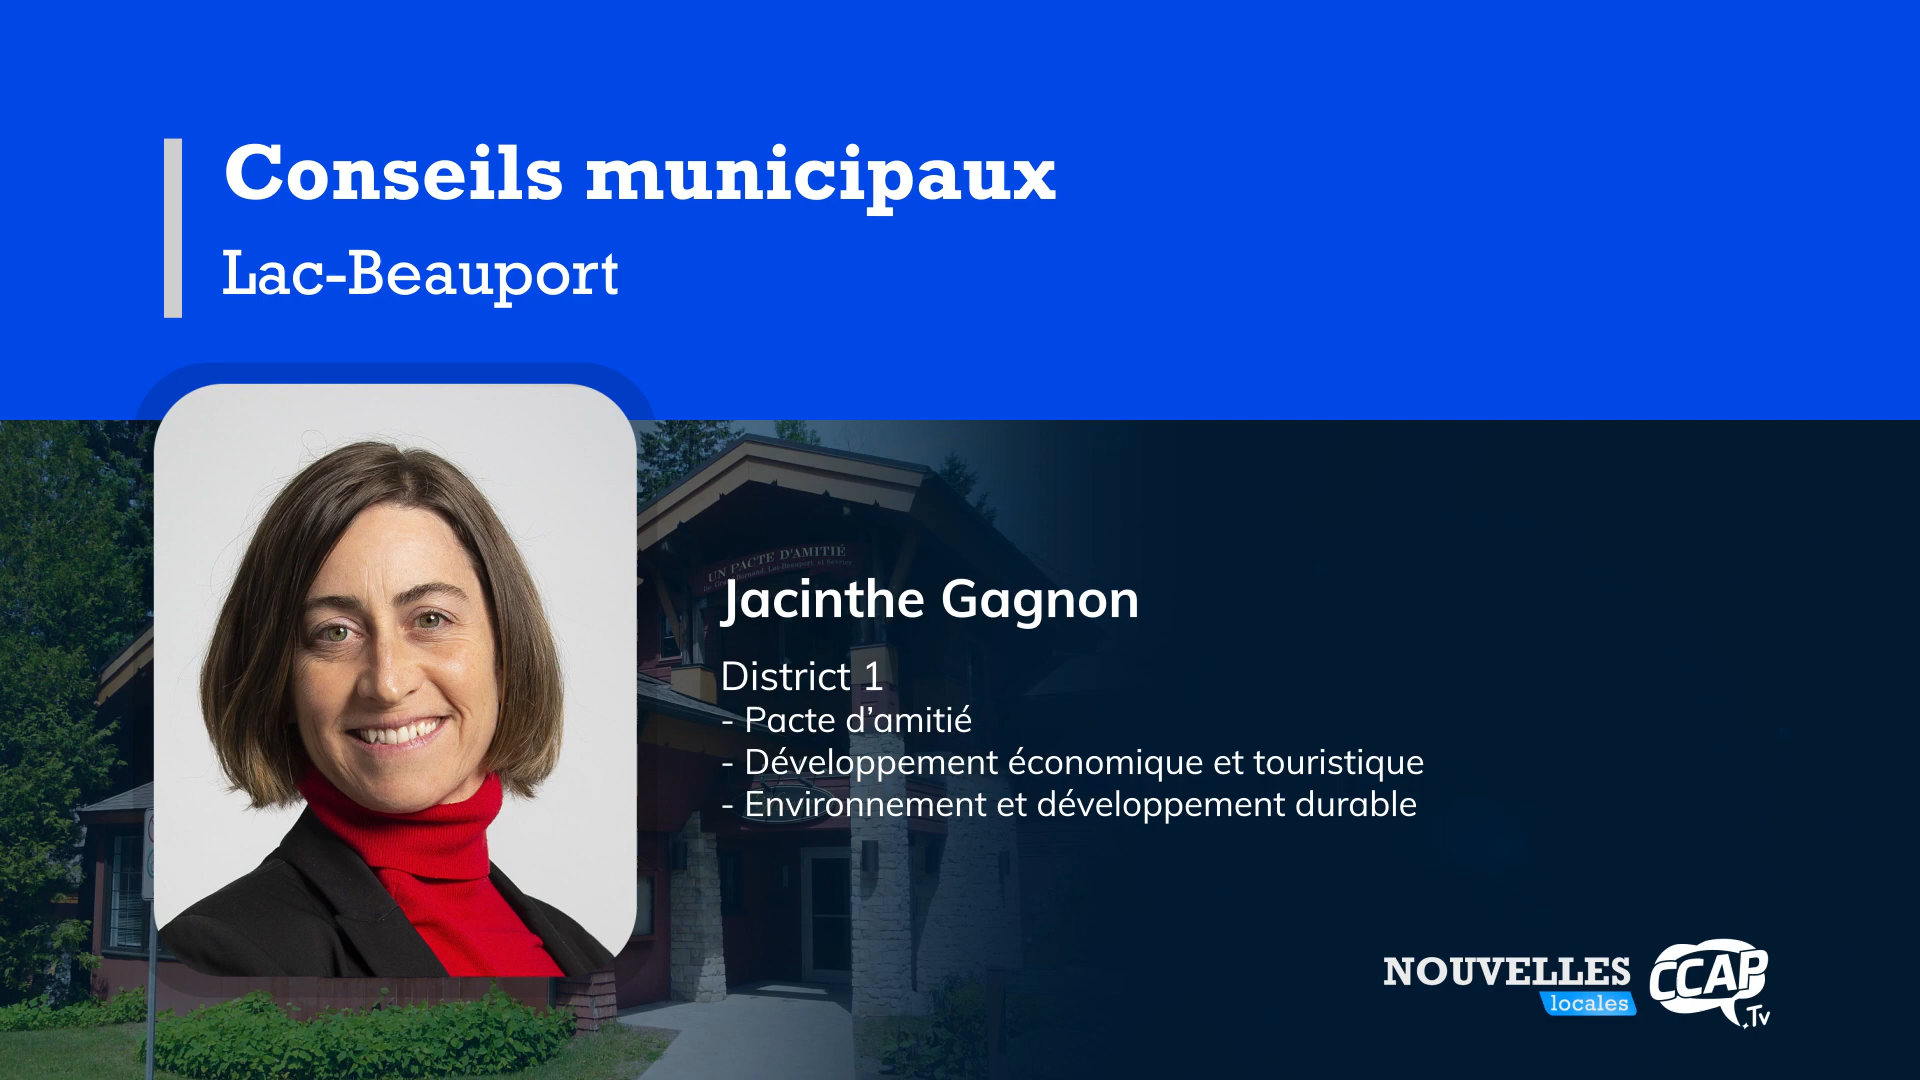 Conseils municipaux
Lac-Beauport
UN PACTE D'AMITIÉ
Jacinthe Gagnon
District 1
- Pacte d’amitié
- Développement économique et touristique
- Environnement et développement durable
NOUVELLES
locales
CCAP
.Tv